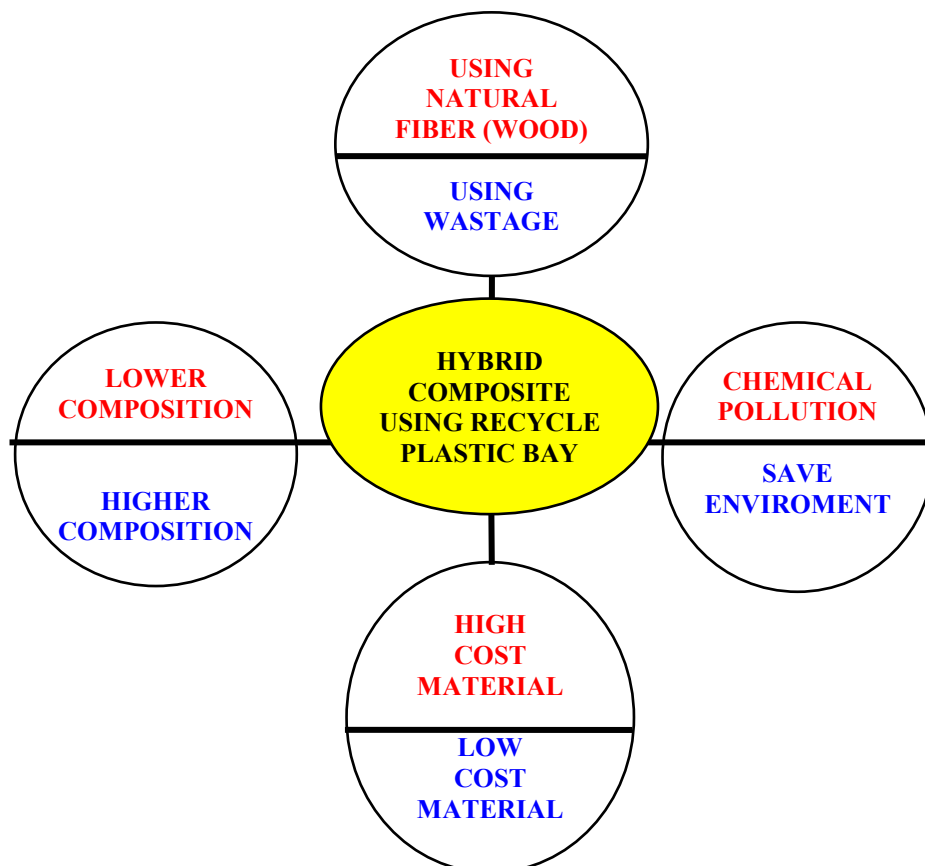 USING
NATURAL
FIBER (WOOD)
USING
WASTAGE
LOWER
COMPOSITION
HIGHER
COMPOSITION
HYBRID
COMPOSITE
USING RECYCLE
PLASTIC BAY
CHEMICAL
POLLUTION
SAVE
ENVIROMENT
HIGH
COST
MATERIAL
LOW
COST
MATERIAL